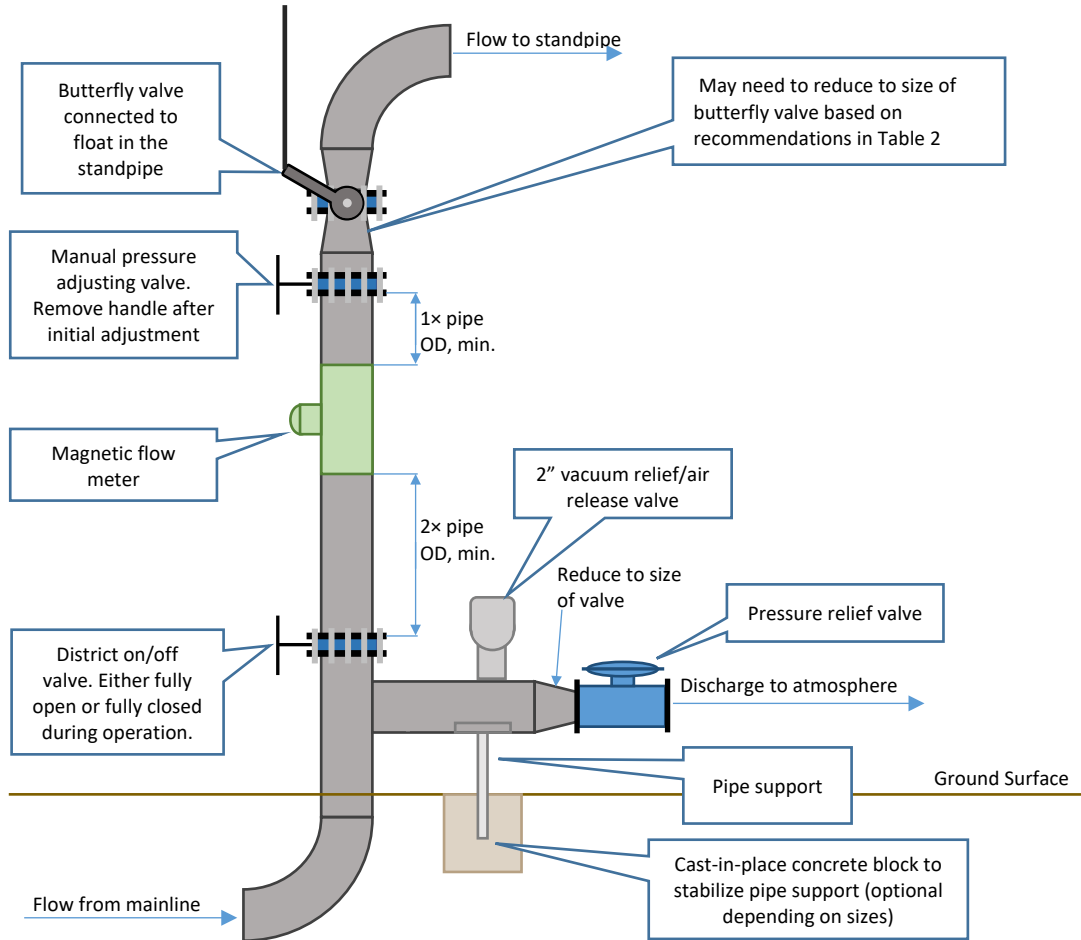 Flow to standpipe
Butterfly valve
connected to
float in the
standpipe
May need to reduce to size of
butterfly valve based on
recommendations in Table 2
Manual pressure
adjusting valve.
Remove handle after
initial adjustment
1× pipe
OD, min.
Magnetic flow
meter
2” vacuum relief/air
release valve
2× pipe
OD, min.
Reduce to size
of valve
Pressure relief valve
District on/off
valve. Either fully
open or fully closed
during operation.
Discharge to atmosphere
Pipe support
Ground Surface
Cast-in-place concrete block to
stabilize pipe support (optional
depending on sizes)
Flow from mainline